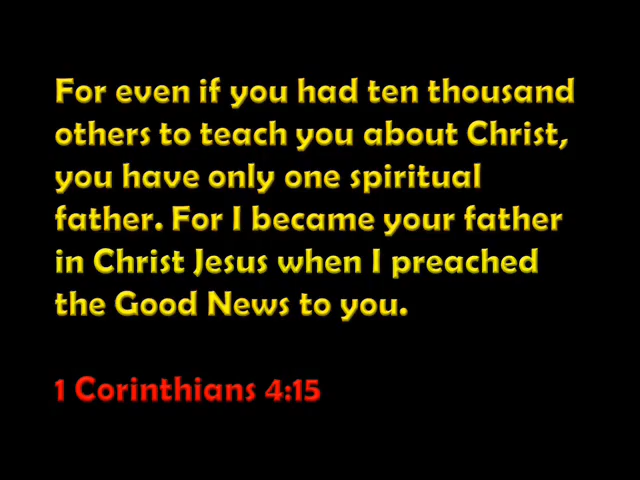 For even if you had ten thousand
others to teach you about Christ,
you have only one spiritual
father. For I became your father
in Christ Jesus when I preached
the Good News to you.
1 Corinthians 4:15